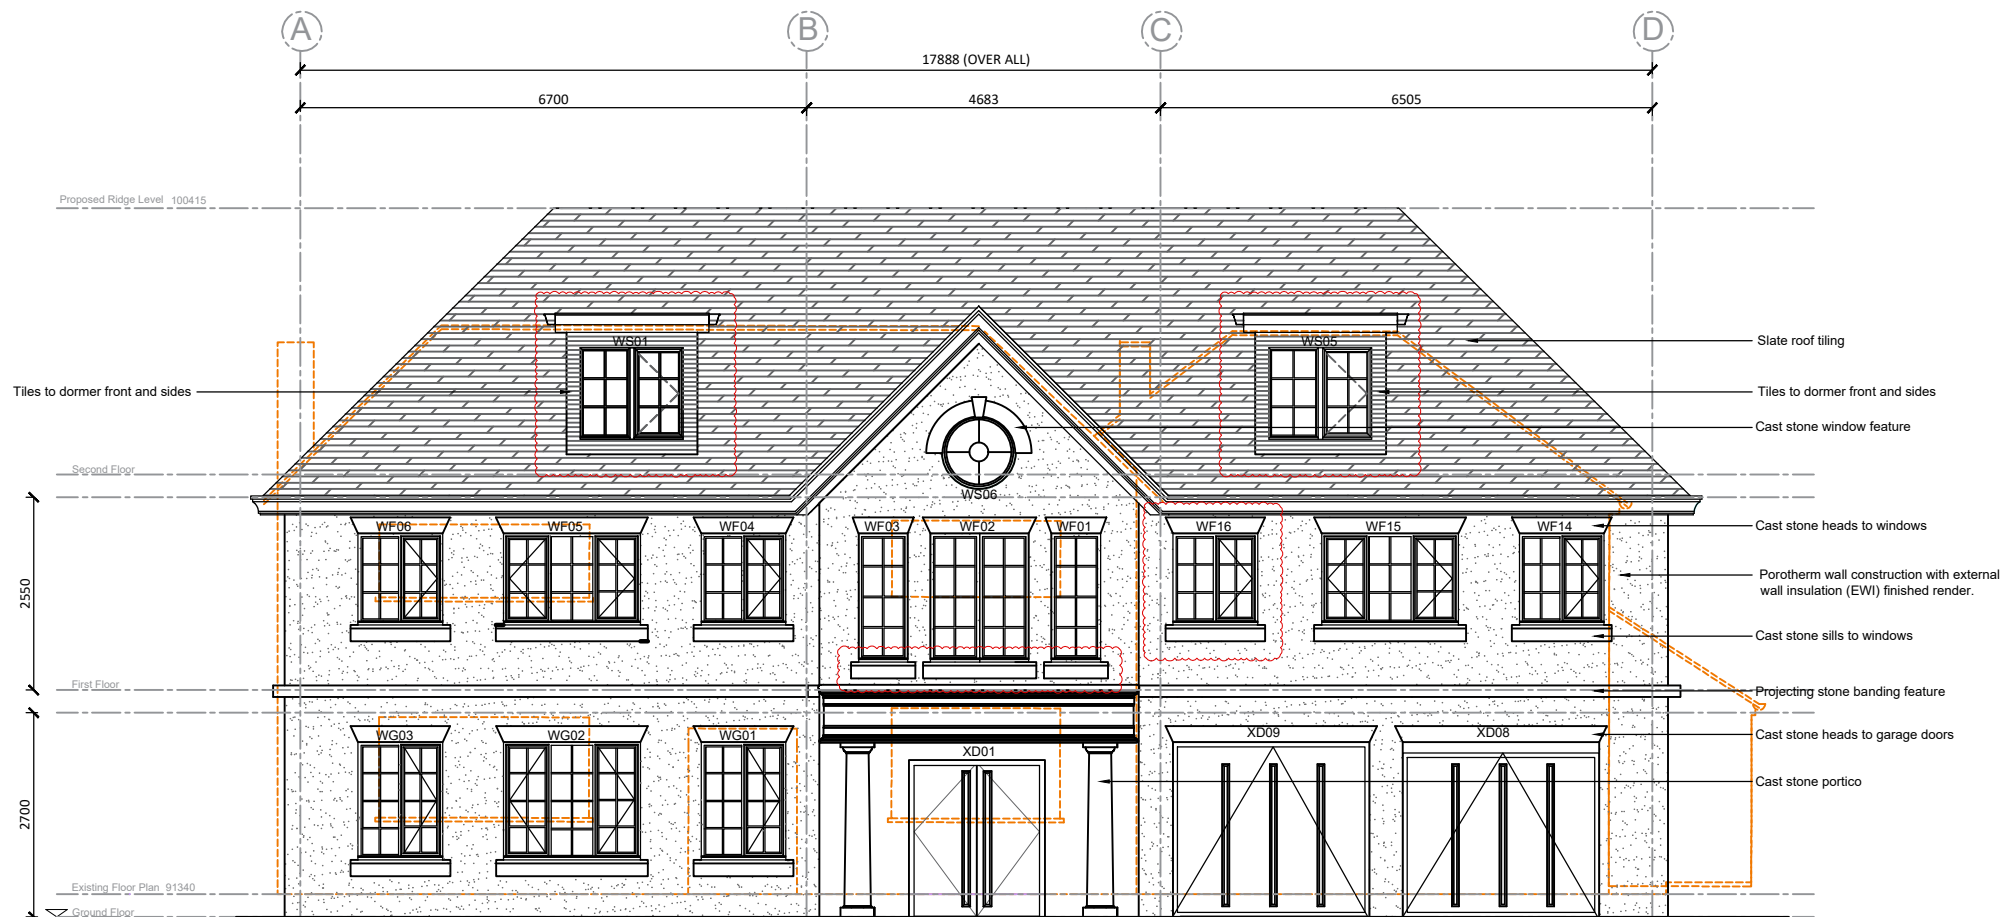 A B C D
17888 (OVER ALL)
6700 4683 6505
Proposed Ridge Level 100415
WS01 WS05
Slate roof tiling
Tiles to dormer front and sides
Tiles to dormer front and sides
Cast stone window feature
Second Floor
WS06
WF06 WF05 WF04 WF03 WF02 WF01 WF16 WF15 WF14
Cast stone heads to windows
2550
Porotherm wall construction with external
wall insulation (EWI) finished render.
Cast stone sills to windows
First Floor
Projecting stone banding feature
WG03 WG02 WG01 XD01 XD09 XD08
Cast stone heads to garage doors
Cast stone portico
2700
Existing Floor Plan 91340
Ground Floor